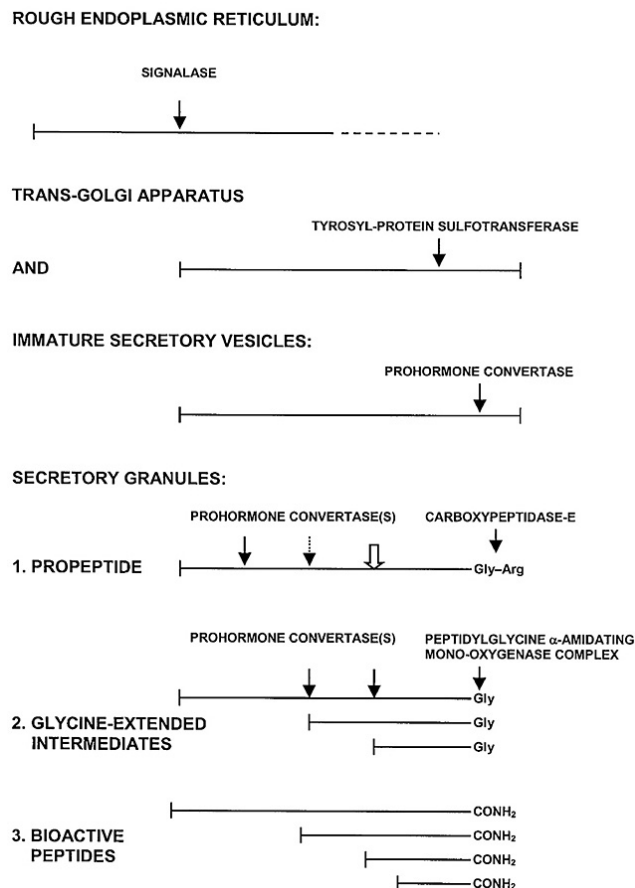 ROUGH ENDOPLASMIC RETICULUM:
SIGNALASE
TRANS-GOLGI APPARATUS
TYROSYL-PROTEIN SULFOTRANSFERASE
AND
IMMATURE SECRETORY VESICLES:
PROHORMONE CONVERTASE
SECRETORY GRANULES:
PROHORMONE CONVERTASE(S) CARBOXYPEPTIDASE-E
1. PROPEPTIDE
Gly–Arg
PROHORMONE CONVERTASE(S) PEPTIDYLGLYCINE α-AMIDATING
MONO-OXYGENASE COMPLEX
Gly
2. GLYCINE-EXTENDED Gly
INTERMEDIATES Gly
CONH₂
3. BIOACTIVE CONH₂
PEPTIDES CONH₂
CONH₂